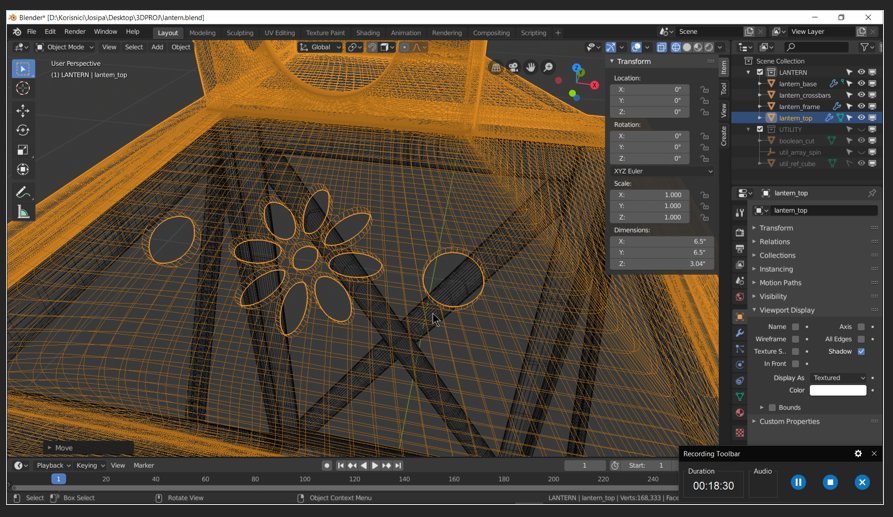 Blender* [D:\Korisnici\Josipa\Desktop\3DPROJ\lantern.blend]
File Edit Render Window Help Layout Modeling Sculpting UV Editing Texture Paint Shading Animation Rendering Compositing Scripting + Scene View Layer
Object Mode View Select Add Object Global
User Perspective
(1) LANTERN | lantern_top
Z
X
Transform
Location:
X: 0"
Y: 0"
Z: 0"
Rotation:
X: 0°
Y: 0°
Z: 0°
XYZ Euler
Scale:
X: 1.000
Y: 1.000
Z: 1.000
Dimensions:
X: 6.5"
Y: 6.5"
Z: 3.04"
Item
Tool
View
Create
Scene Collection
LANTERN
lantern_base
lantern_crossbars
lantern_frame
lantern_top
UTILITY
boolean_cut
util_array_spin
util_ref_cube
lantern_top
lantern_top
Transform
Relations
Collections
Instancing
Motion Paths
Visibility
Viewport Display
Name Axis
Wireframe All Edges
Texture S.. Shadow
In Front
Display As Textured
Color
Bounds
Custom Properties
Move
Playback Keying View Marker 1 Start: 1
1 20 40 60 80 100 120 140 160 180 200 220 240
Select Box Select Rotate View Object Context Menu LANTERN | lantern_top | Verts:168,333 | Face
Recording Toolbar
Duration
00:18:30
Audio